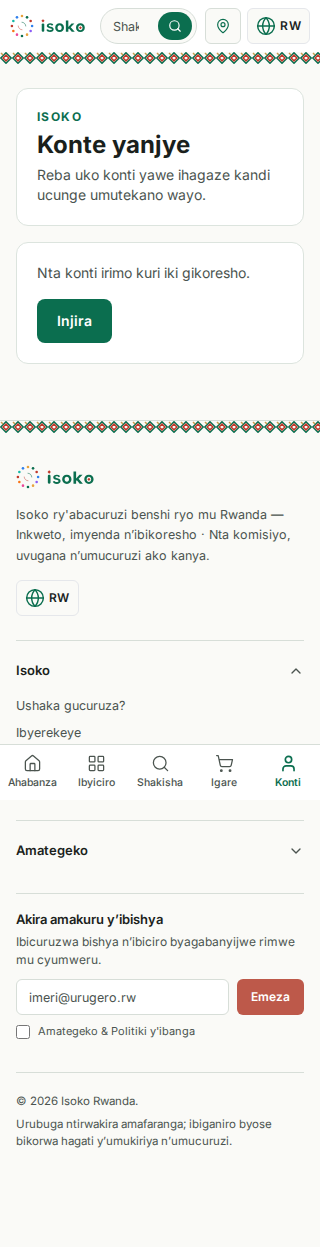 isoko
Shak
RW
ISOKO
Konte yanjye
Reba uko konti yawe ihagaze kandi
ucunge umutekano wayo.
Nta konti irimo kuri iki gikoresho.
Injira
isoko
Isoko ry'abacuruzi benshi ryo mu Rwanda —
Inkweto, imyenda n’ibikoresho · Nta komisiyo,
uvugana n’umucuruzi ako kanya.
RW
Isoko
Ushaka gucuruza?
Ibyerekeye
Ahabanza
Ibyiciro
Shakisha
Igare
Konti
Amategeko
Akira amakuru y’ibishya
Ibicuruzwa bishya n’ibiciro byagabanyijwe rimwe
mu cyumweru.
imeri@urugero.rw
Emeza
Amategeko & Politiki y'ibanga
© 2026 Isoko Rwanda.
Urubuga ntirwakira amafaranga; ibiganiro byose
bikorwa hagati y’umukiriya n’umucuruzi.